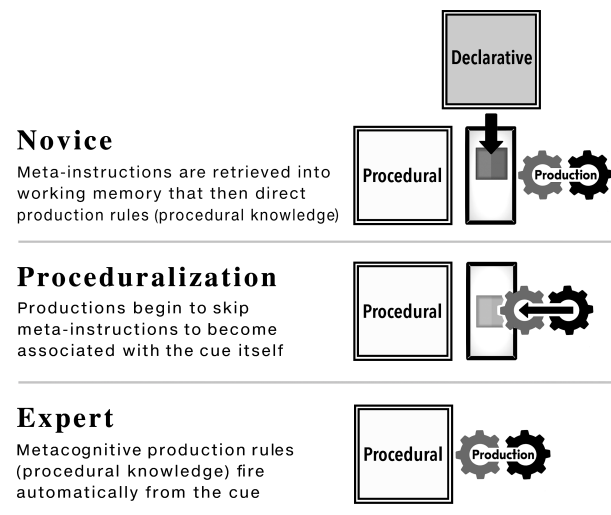 Declarative
Novice
Meta-instructions are retrieved into
working memory that then direct
production rules (procedural knowledge)
Procedural
Production
Proceduralization
Productions begin to skip
meta-instructions to become
associated with the cue itself
Procedural
Expert
Metacognitive production rules
(procedural knowledge) fire
automatically from the cue
Procedural
Production